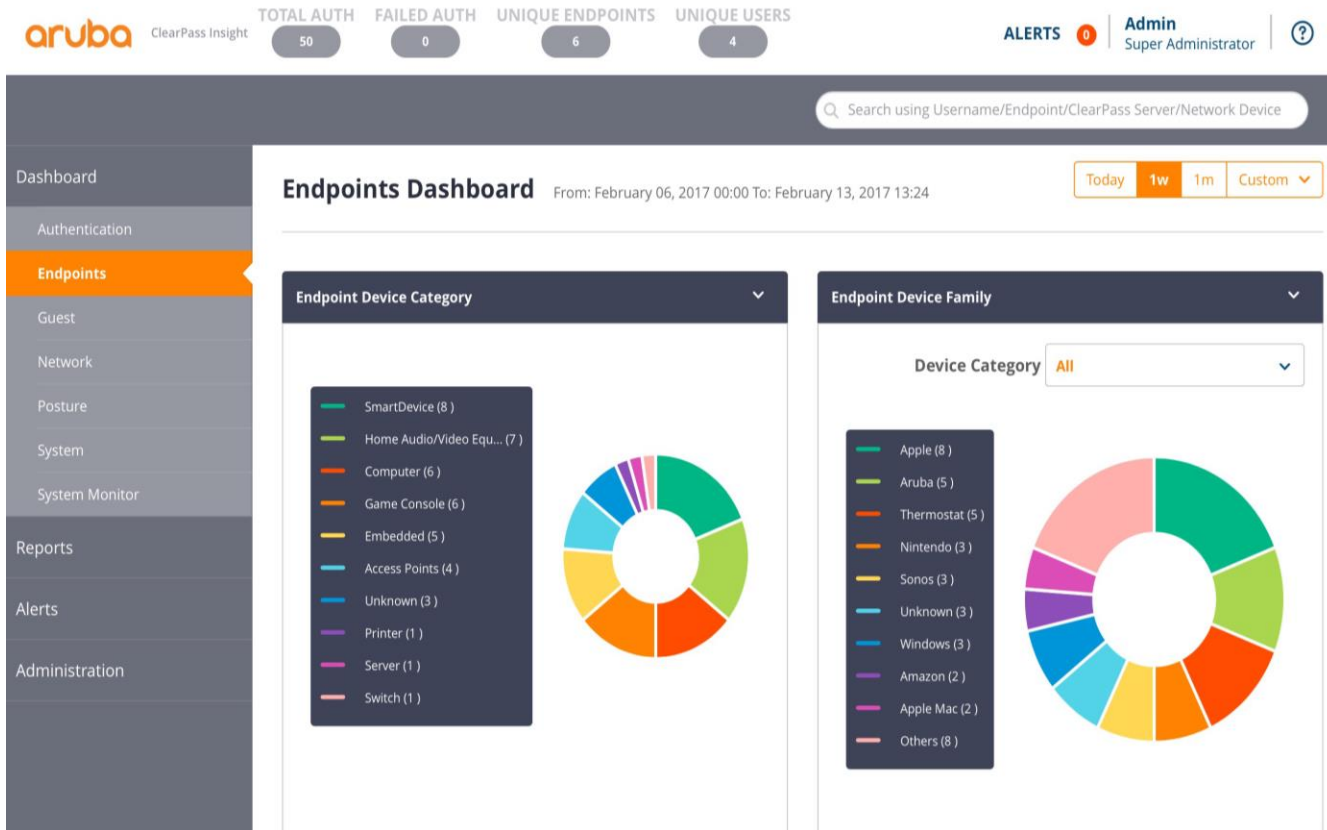 aruba ClearPass Insight
TOTAL AUTH
50
FAILED AUTH
0
UNIQUE ENDPOINTS
6
UNIQUE USERS
4
ALERTS 0
Admin
Super Administrator
?
Search using Username/Endpoint/ClearPass Server/Network Device
Dashboard
Authentication
Endpoints
Guest
Network
Posture
System
System Monitor
Reports
Alerts
Administration
Endpoints Dashboard From: February 06, 2017 00:00 To: February 13, 2017 13:24
Today 1w 1m Custom
Endpoint Device Category
SmartDevice (8 )
Home Audio/Video Equ... (7 )
Computer (6 )
Game Console (6 )
Embedded (5 )
Access Points (4 )
Unknown (3 )
Printer (1 )
Server (1 )
Switch (1 )
Endpoint Device Family
Device Category All
Apple (8 )
Aruba (5 )
Thermostat (5 )
Nintendo (3 )
Sonos (3 )
Unknown (3 )
Windows (3 )
Amazon (2 )
Apple Mac (2 )
Others (8 )